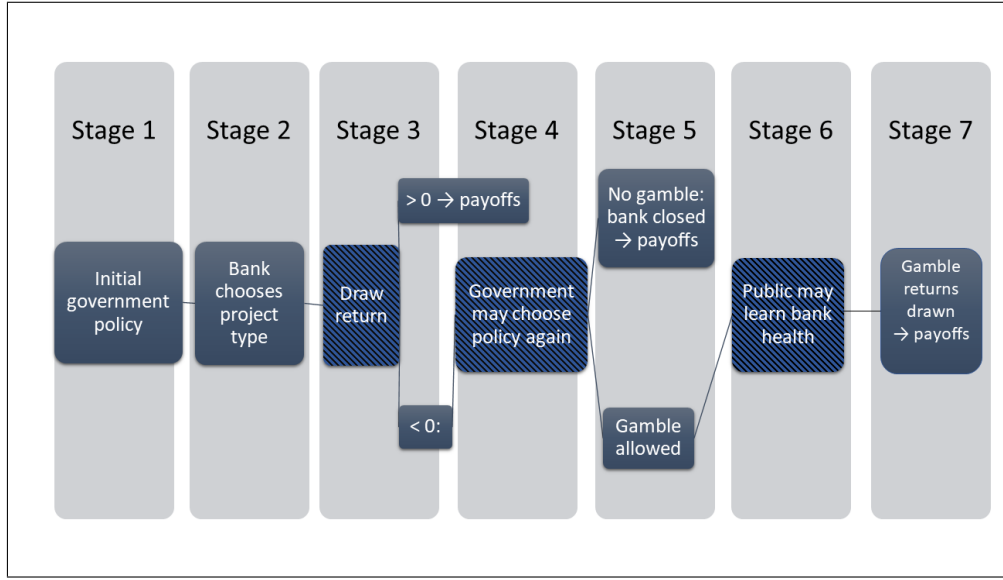 Stage 1
Stage 2
Stage 3
Stage 4
Stage 5
Stage 6
Stage 7
Initial
government
policy
Bank
chooses
project
type
Draw
return
> 0 → payoffs
< 0:
Government
may choose
policy again
No gamble:
bank closed
→ payoffs
Gamble
allowed
Public may
learn bank
health
Gamble
returns
drawn
→ payoffs